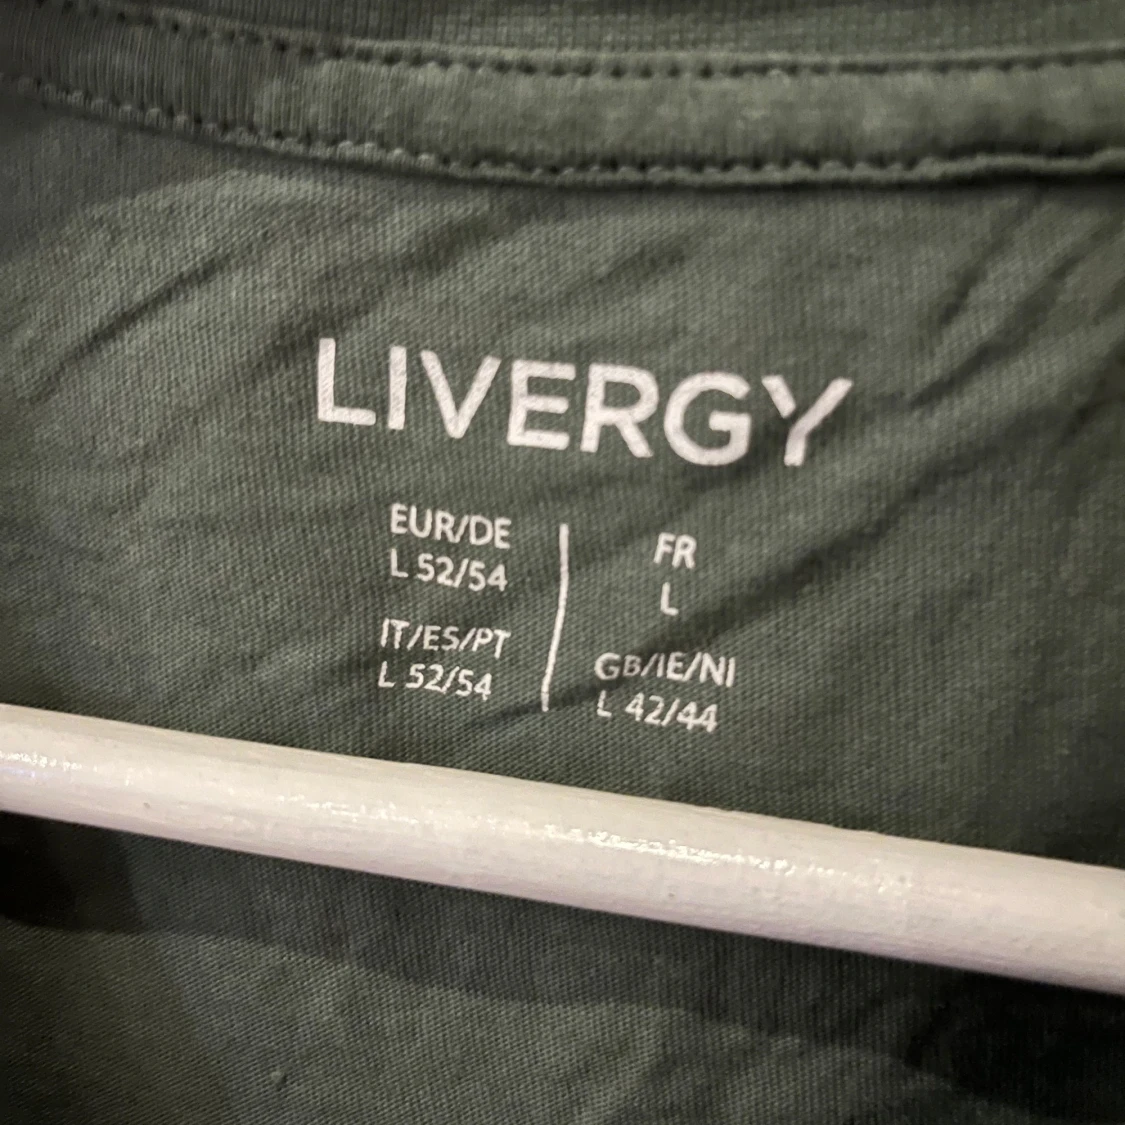 LIVERGY
EUR/DE
L 52/54
IT/ES/PT
L 52/54
FR
L
GB/IE/NI
L 42/44